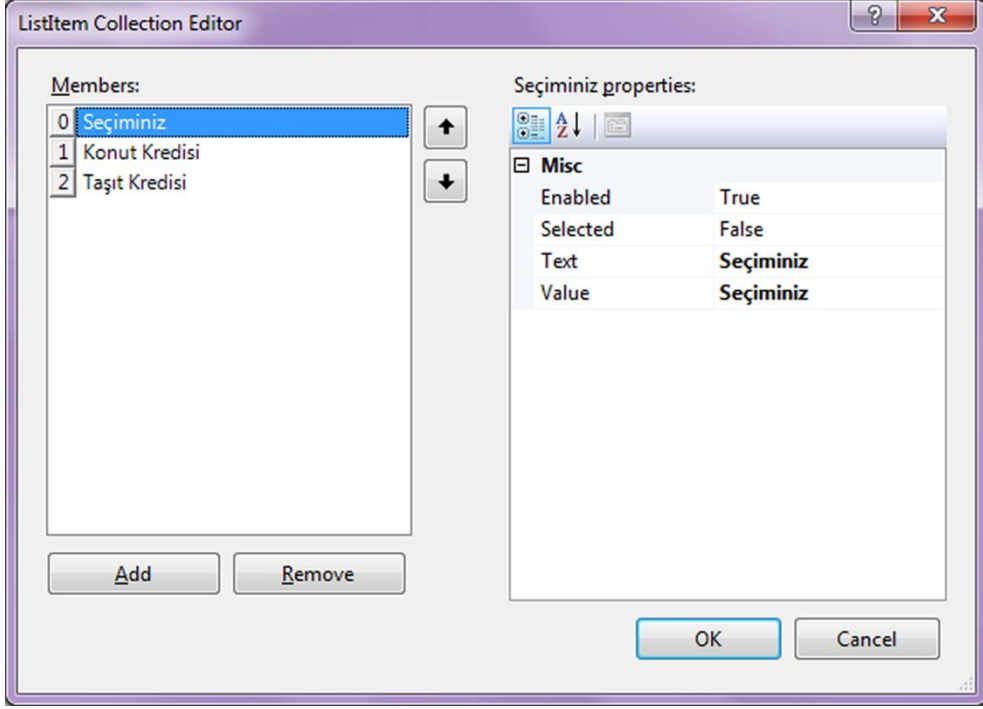 ListItem Collection Editor
Members:
0 Seçiminiz
1 Konut Kredisi
2 Taşıt Kredisi
Add Remove
Seçiminiz properties:
Misc
Enabled True
Selected False
Text Seçiminiz
Value Seçiminiz
OK Cancel